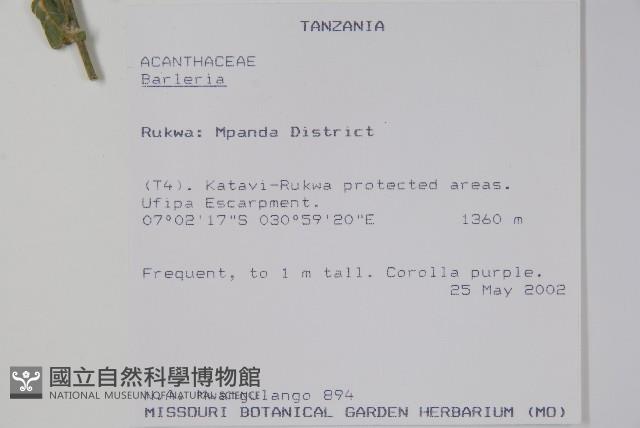 TANZANIA
ACANTHACEAE
Barleria
Rukwa: Mpanda District
(T4). Katavi-Rukwa protected areas.
Ufipa Escarpment.
07°02'17"S 030°59'20"E 1360 m
Frequent, to 1 m tall. Corolla purple.
25 May 2002
國立自然科學博物館
NATIONAL MUSEUM OF NATURAL SCIENCE
894
MISSOURI BOTANICAL GARDEN HERBARIUM (MO)